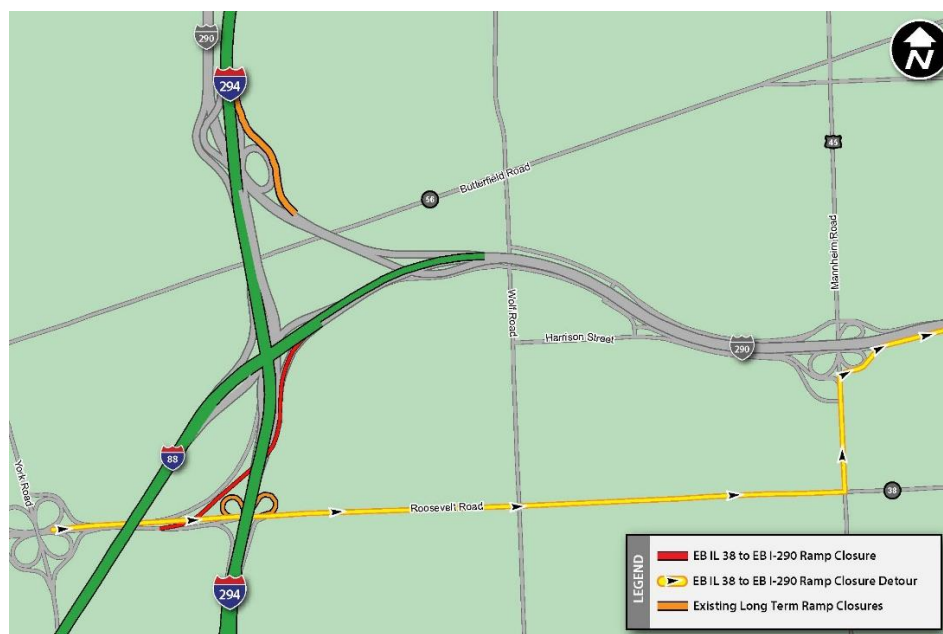 290
294
N
45
Butterfield Road
56
Mannheim Road
Wolf Road
Harrison Street
290
York Road
88
Roosevelt Road
38
294
LEGEND
EB IL 38 to EB I-290 Ramp Closure
EB IL 38 to EB I-290 Ramp Closure Detour
Existing Long Term Ramp Closures